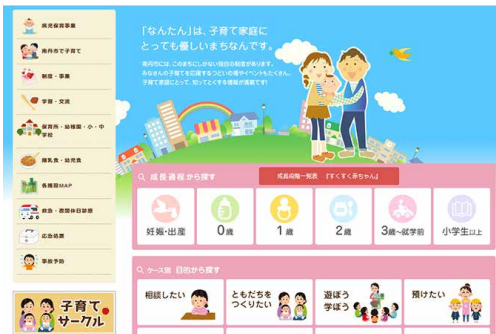 病児保育事業
南丹市で子育て
制度・事業
学習・交流
保育所・幼稚園・小・中
学校
離乳食・幼児食
各種施設MAP
救急・夜間休日診療
応急処置
事故予防
子育て
サークル
「なんたん」は、子育て家庭に
とっても優しいまちなんです。
南丹市には、このまちにしかない独自の制度があります。
みなさんの子育てを応援するつどいの場やイベントもたくさん。
子育て家庭にとって、知ってとくする情報が満載です!
成長過程から探す
成長段階一覧表 『すくすく赤ちゃん』
妊娠・出産
0歳
1歳
2歳
3歳~就学前
小学生以上
ケース別 目的から探す
相談したい
ともだちを
つくりたい
遊ぼう
学ぼう
預けたい